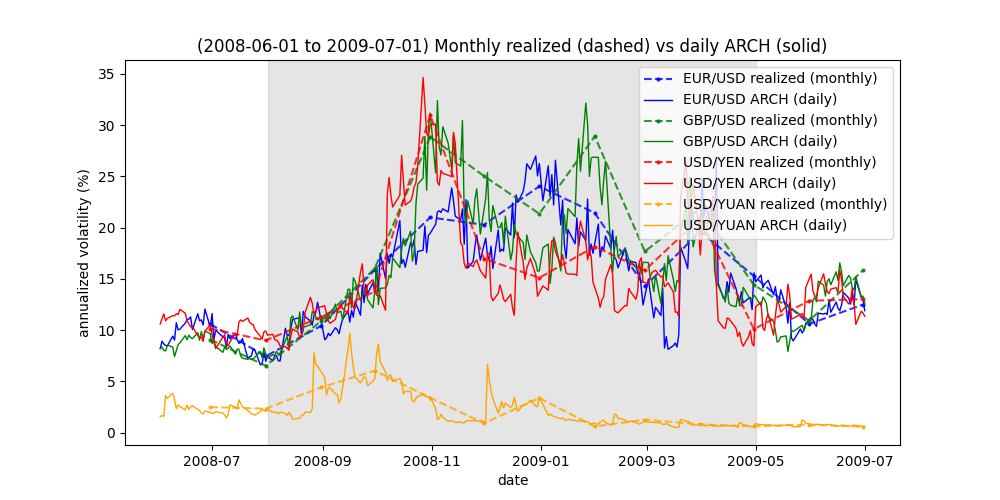 (2008-06-01 to 2009-07-01) Monthly realized (dashed) vs daily ARCH (solid)
annualized volatility (%)
35
30
25
20
15
10
5
0
EUR/USD realized (monthly)
EUR/USD ARCH (daily)
GBP/USD realized (monthly)
GBP/USD ARCH (daily)
USD/YEN realized (monthly)
USD/YEN ARCH (daily)
USD/YUAN realized (monthly)
USD/YUAN ARCH (daily)
2008-07 2008-09 2008-11 2009-01 2009-03 2009-05 2009-07
date